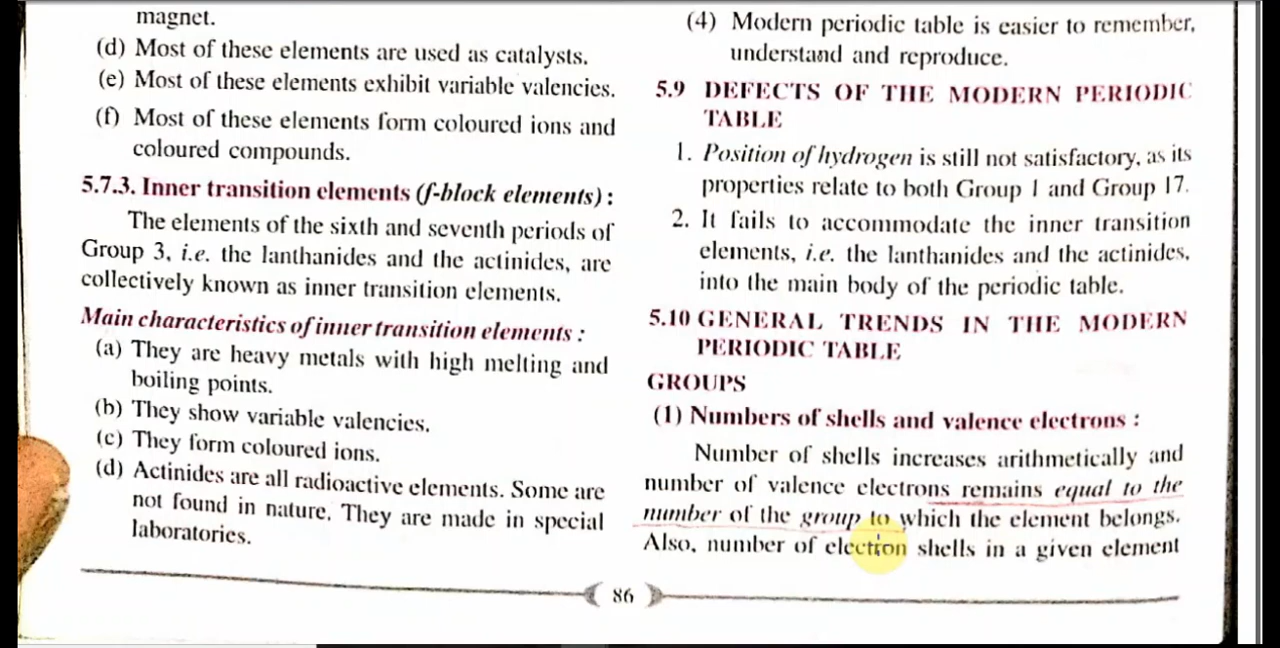 magnet.
(d) Most of these elements are used as catalysts.
(e) Most of these elements exhibit variable valencies.
(f) Most of these elements form coloured ions and
coloured compounds.
5.7.3. Inner transition elements (f-block elements) :
The elements of the sixth and seventh periods of
Group 3, i.e. the lanthanides and the actinides, are
collectively known as inner transition elements.
Main characteristics of inner transition elements :
(a) They are heavy metals with high melting and
boiling points.
(b) They show variable valencies.
(c) They form coloured ions.
(d) Actinides are all radioactive elements. Some are
not found in nature. They are made in special
laboratories.
(4) Modern periodic table is easier to remember,
understand and reproduce.
5.9 DEFECTS OF THE MODERN PERIODIC
TABLE
1. Position of hydrogen is still not satisfactory, as its
properties relate to both Group 1 and Group 17.
2. It fails to accommodate the inner transition
elements, i.e. the lanthanides and the actinides,
into the main body of the periodic table.
5.10 GENERAL TRENDS IN THE MODERN
PERIODIC TABLE
GROUPS
(1) Numbers of shells and valence electrons :
Number of shells increases arithmetically and
number of valence electrons remains equal to the
number of the group to which the element belongs.
Also, number of electron shells in a given element
86